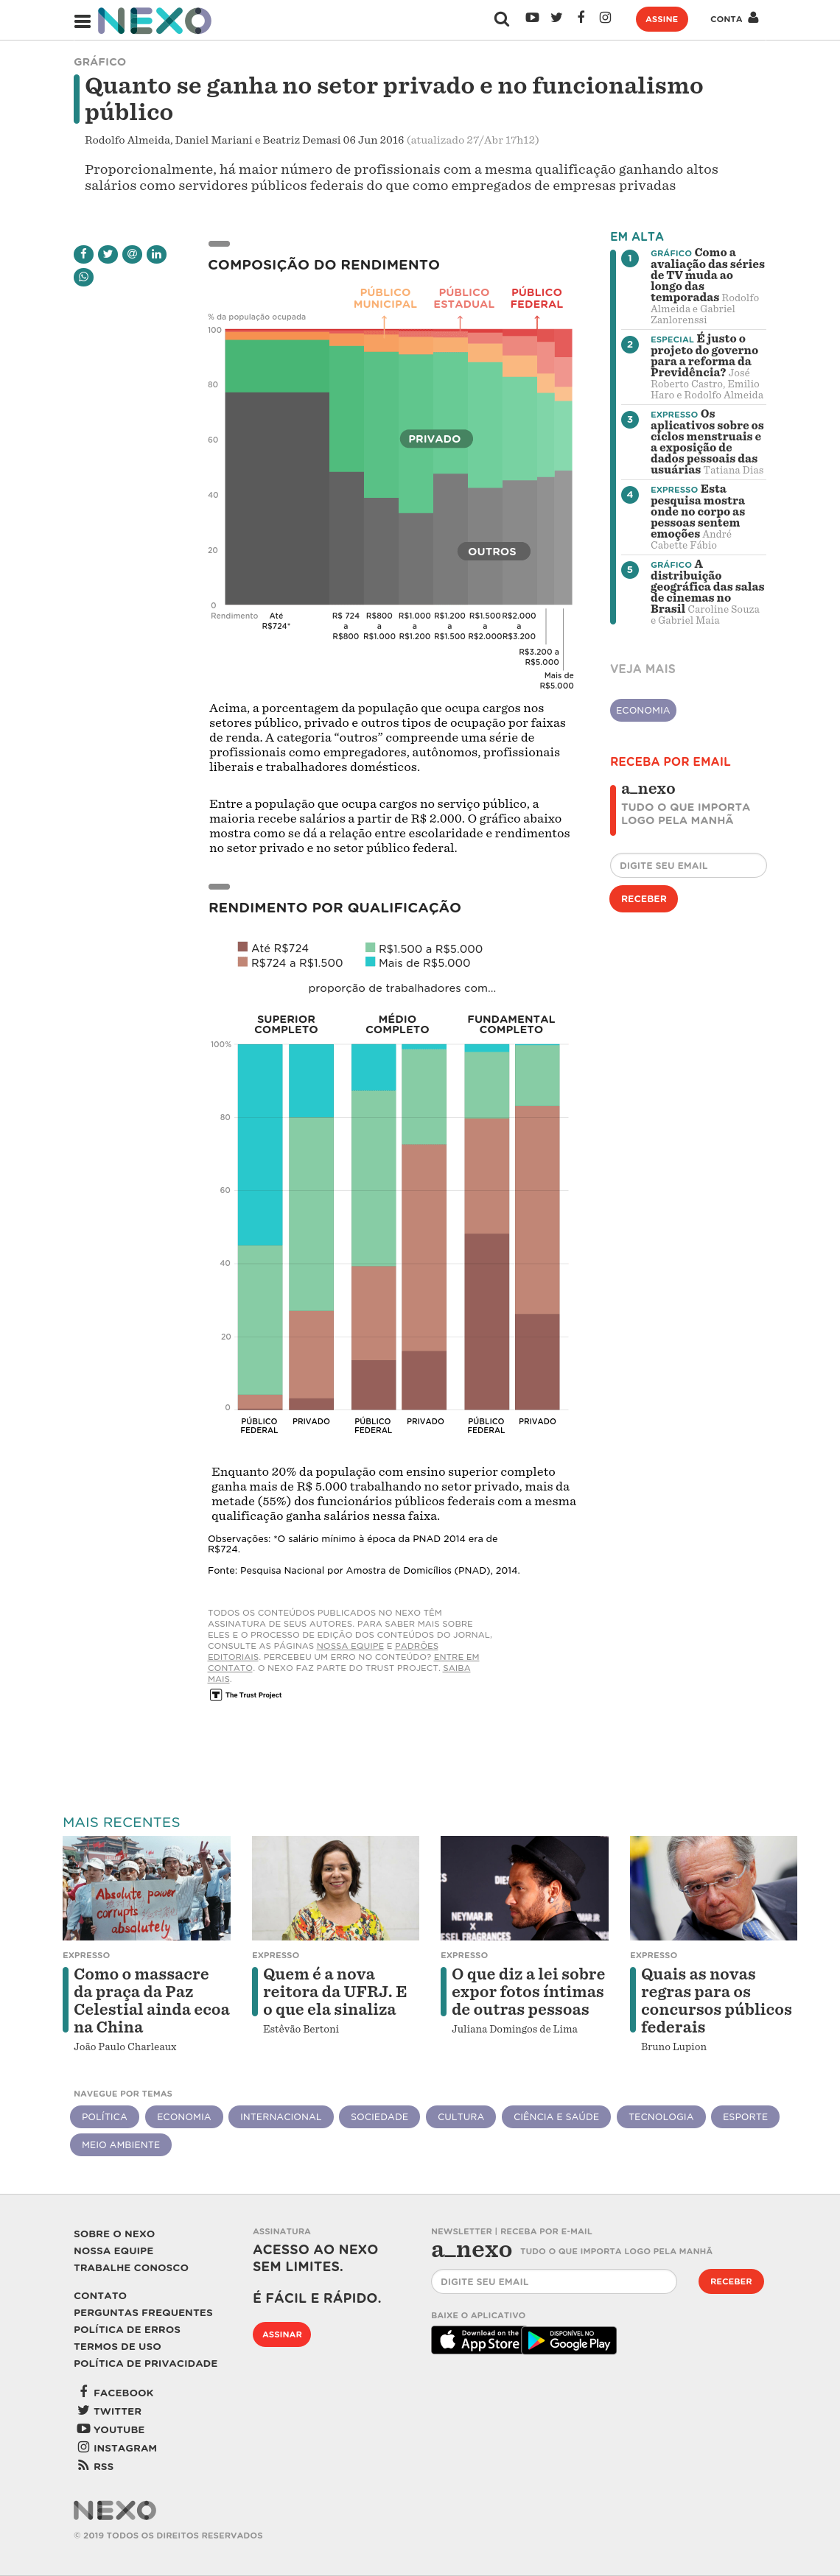 NEXO
ASSINE
CONTA
GRÁFICO
Quanto se ganha no setor privado e no funcionalismo
público
Rodolfo Almeida, Daniel Mariani e Beatriz Demasi 06 Jun 2016 (atualizado 27/Abr 17h12)
Proporcionalmente, há maior número de profissionais com a mesma qualificação ganhando altos
salários como servidores públicos federais do que como empregados de empresas privadas
COMPOSIÇÃO DO RENDIMENTO
PÚBLICO PÚBLICO PÚBLICO
MUNICIPAL ESTADUAL FEDERAL
% da população ocupada
100
80
60
40
20
0
PRIVADO
OUTROS
Rendimento Até R$ 724 R$800 R$1.000 R$1.200 R$1.500 R$2.000
R$724* a a a a a a
R$800 R$1.000 R$1.200 R$1.500 R$2.000 R$3.200
R$3.200 a
R$5.000
Mais de
R$5.000
Acima, a porcentagem da população que ocupa cargos nos
setores público, privado e outros tipos de ocupação por faixas
de renda. A categoria “outros” compreende uma série de
profissionais como empregadores, autônomos, profissionais
liberais e trabalhadores domésticos.
Entre a população que ocupa cargos no serviço público, a
maioria recebe salários a partir de R$ 2.000. O gráfico abaixo
mostra como se dá a relação entre escolaridade e rendimentos
no setor privado e no setor público federal.
RENDIMENTO POR QUALIFICAÇÃO
Até R$724 R$1.500 a R$5.000
R$724 a R$1.500 Mais de R$5.000
proporção de trabalhadores com...
SUPERIOR MÉDIO FUNDAMENTAL
COMPLETO COMPLETO COMPLETO
100%
80
60
40
20
0
PÚBLICO PRIVADO PÚBLICO PRIVADO PÚBLICO PRIVADO
FEDERAL FEDERAL FEDERAL
Enquanto 20% da população com ensino superior completo
ganha mais de R$ 5.000 trabalhando no setor privado, mais da
metade (55%) dos funcionários públicos federais com a mesma
qualificação ganha salários nessa faixa.
Observações: *O salário mínimo à época da PNAD 2014 era de
R$724.
Fonte: Pesquisa Nacional por Amostra de Domicílios (PNAD), 2014.
TODOS OS CONTEÚDOS PUBLICADOS NO NEXO TÊM
ASSINATURA DE SEUS AUTORES. PARA SABER MAIS SOBRE
ELES E O PROCESSO DE EDIÇÃO DOS CONTEÚDOS DO JORNAL,
CONSULTE AS PÁGINAS NOSSA EQUIPE E PADRÕES
EDITORIAIS. PERCEBEU UM ERRO NO CONTEÚDO? ENTRE EM
CONTATO. O NEXO FAZ PARTE DO TRUST PROJECT. SAIBA
MAIS.
The Trust Project
EM ALTA
1
GRÁFICO Como a
avaliação das séries
de TV muda ao
longo das
temporadas Rodolfo
Almeida e Gabriel
Zanlorenssi
2
ESPECIAL É justo o
projeto do governo
para a reforma da
Previdência? José
Roberto Castro, Emilio
Haro e Rodolfo Almeida
3
EXPRESSO Os
aplicativos sobre os
ciclos menstruais e
a exposição de
dados pessoais das
usuárias Tatiana Dias
4
EXPRESSO Esta
pesquisa mostra
onde no corpo as
pessoas sentem
emoções André
Cabette Fábio
5
GRÁFICO A
distribuição
geográfica das salas
de cinemas no
Brasil Caroline Souza
e Gabriel Maia
VEJA MAIS
ECONOMIA
RECEBA POR EMAIL
a_nexo
TUDO O QUE IMPORTA
LOGO PELA MANHÃ
DIGITE SEU EMAIL
RECEBER
MAIS RECENTES
Absolute power
corrupts
absolutely
EXPRESSO
Como o massacre
da praça da Paz
Celestial ainda ecoa
na China
João Paulo Charleaux
EXPRESSO
Quem é a nova
reitora da UFRJ. E
o que ela sinaliza
Estêvão Bertoni
NEYMAR JR
DIESEL FRAGRANCES
EXPRESSO
O que diz a lei sobre
expor fotos íntimas
de outras pessoas
Juliana Domingos de Lima
EXPRESSO
Quais as novas
regras para os
concursos públicos
federais
Bruno Lupion
NAVEGUE POR TEMAS
POLÍTICA ECONOMIA INTERNACIONAL SOCIEDADE CULTURA CIÊNCIA E SAÚDE TECNOLOGIA ESPORTE
MEIO AMBIENTE
SOBRE O NEXO
NOSSA EQUIPE
TRABALHE CONOSCO
CONTATO
PERGUNTAS FREQUENTES
POLÍTICA DE ERROS
TERMOS DE USO
POLÍTICA DE PRIVACIDADE
FACEBOOK
TWITTER
YOUTUBE
INSTAGRAM
RSS
ASSINATURA
ACESSO AO NEXO
SEM LIMITES.
É FÁCIL E RÁPIDO.
ASSINAR
NEWSLETTER | RECEBA POR E-MAIL
a_nexo TUDO O QUE IMPORTA LOGO PELA MANHÃ
DIGITE SEU EMAIL
RECEBER
BAIXE O APLICATIVO
Download on the
App Store
DISPONÍVEL NO
Google Play
NEXO
© 2019 TODOS OS DIREITOS RESERVADOS